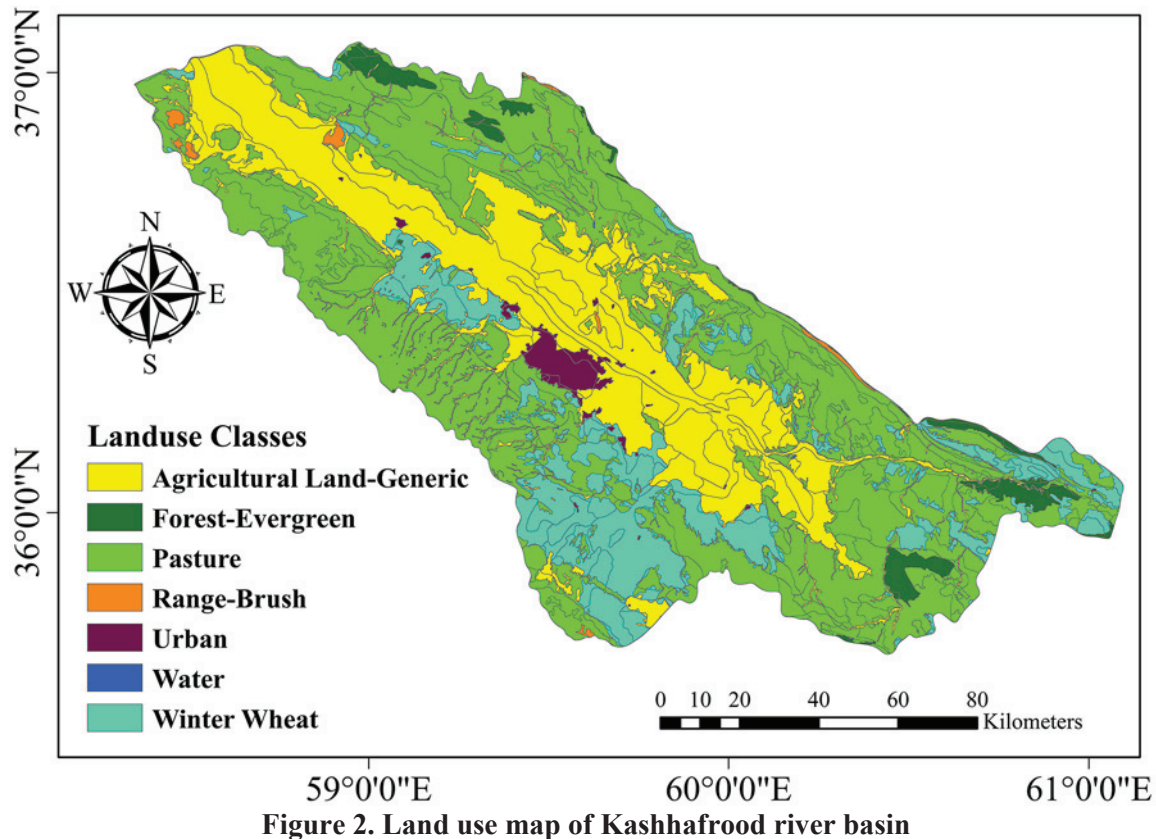 37°0'0"N
36°0'0"N
N
W
E
S
Landuse Classes
Agricultural Land-Generic
Forest-Evergreen
Pasture
Range-Brush
Urban
Water
Winter Wheat
0 10 20 40 60 80
Kilometers
59°0'0"E 60°0'0"E 61°0'0"E
Figure 2. Land use map of Kashhafrood river basin